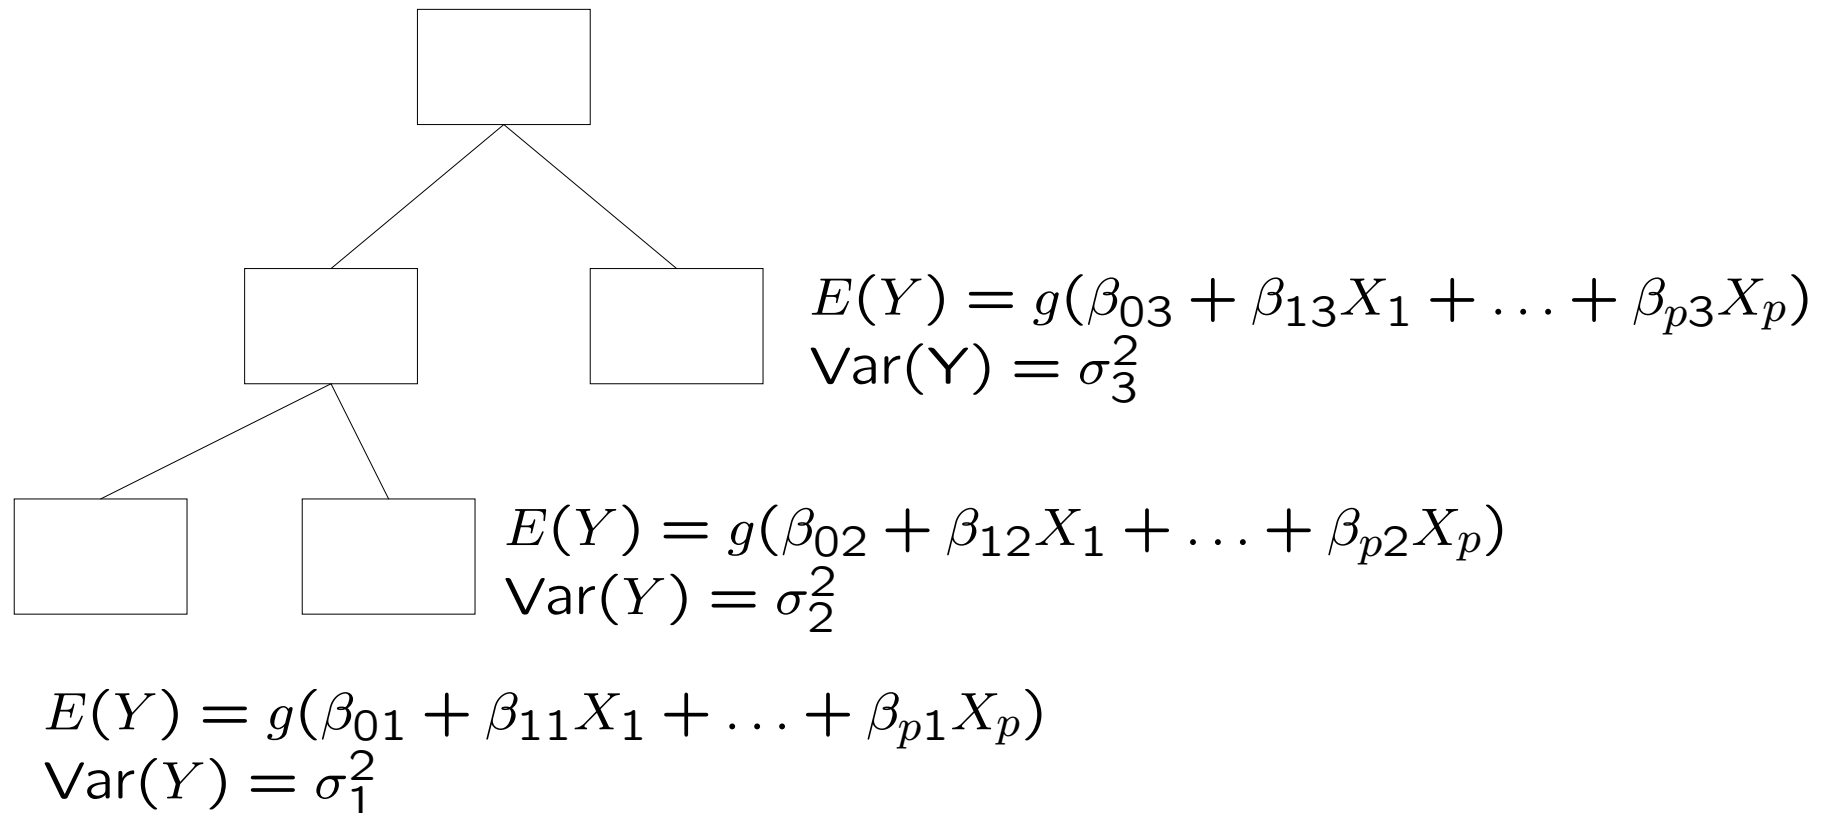 E(Y) = g(β₀₃ + β₁₃X₁ + … + βₚ₃Xₚ)
Var(Y) = σ₃²
E(Y) = g(β₀₂ + β₁₂X₁ + … + βₚ₂Xₚ)
Var(Y) = σ₂²
E(Y) = g(β₀₁ + β₁₁X₁ + … + βₚ₁Xₚ)
Var(Y) = σ₁²